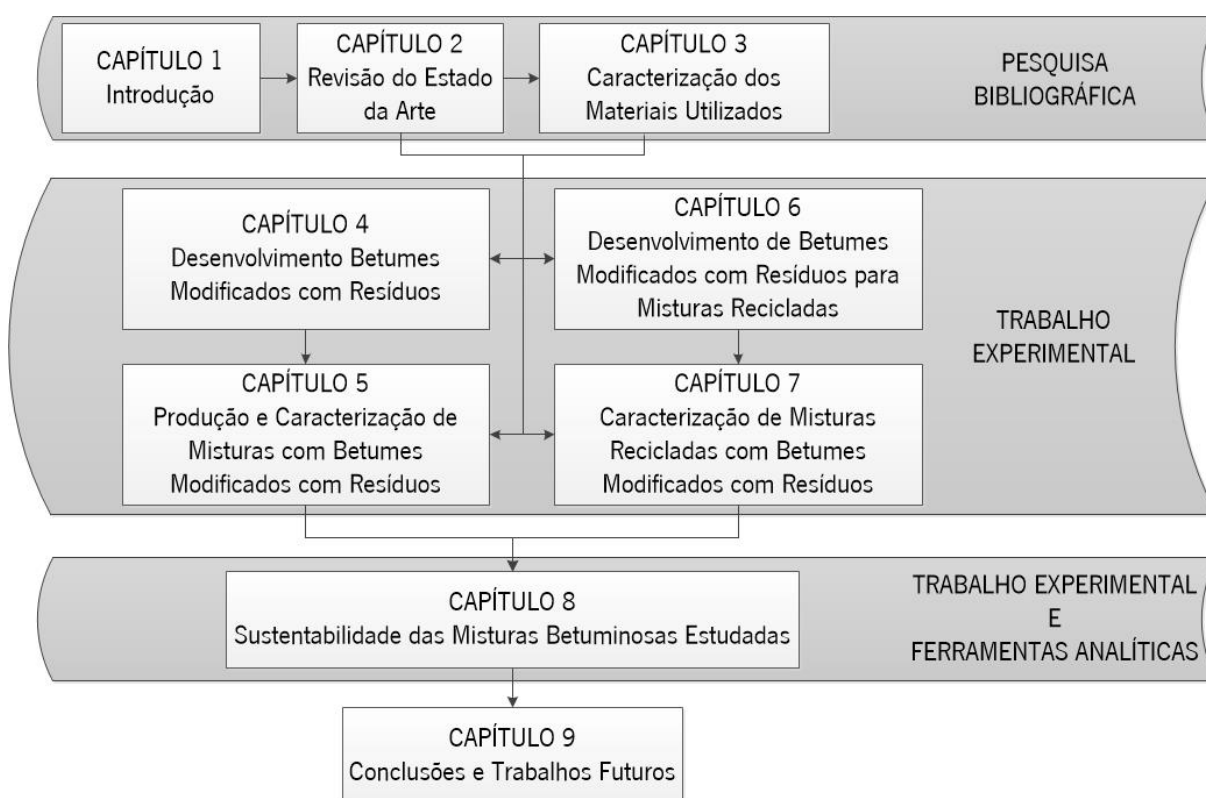 CAPÍTULO 1
Introdução
CAPÍTULO 2
Revisão do Estado
da Arte
CAPÍTULO 3
Caracterização dos
Materiais Utilizados
PESQUISA
BIBLIOGRÁFICA
CAPÍTULO 4
Desenvolvimento Betumes
Modificados com Resíduos
CAPÍTULO 6
Desenvolvimento de Betumes
Modificados com Resíduos para
Misturas Recicladas
TRABALHO
EXPERIMENTAL
CAPÍTULO 5
Produção e Caracterização de
Misturas com Betumes
Modificados com Resíduos
CAPÍTULO 7
Caracterização de Misturas
Recicladas com Betumes
Modificados com Resíduos
CAPÍTULO 8
Sustentabilidade das Misturas Betuminosas Estudadas
TRABALHO EXPERIMENTAL
E
FERRAMENTAS ANALÍTICAS
CAPÍTULO 9
Conclusões e Trabalhos Futuros